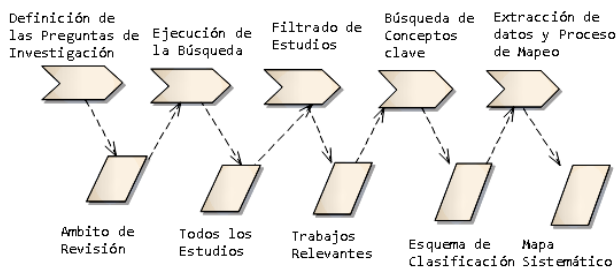 Definición de
las Preguntas de
Investigación
Ejecución de
la Búsqueda
Filtrado de
Estudios
Búsqueda de
Conceptos
clave
Extracción de
datos y Proceso
de Mapeo
Ambito de
Revisión
Todos los
Estudios
Trabajos
Relevantes
Esquema de
Clasificación
Mapa
Sistemático